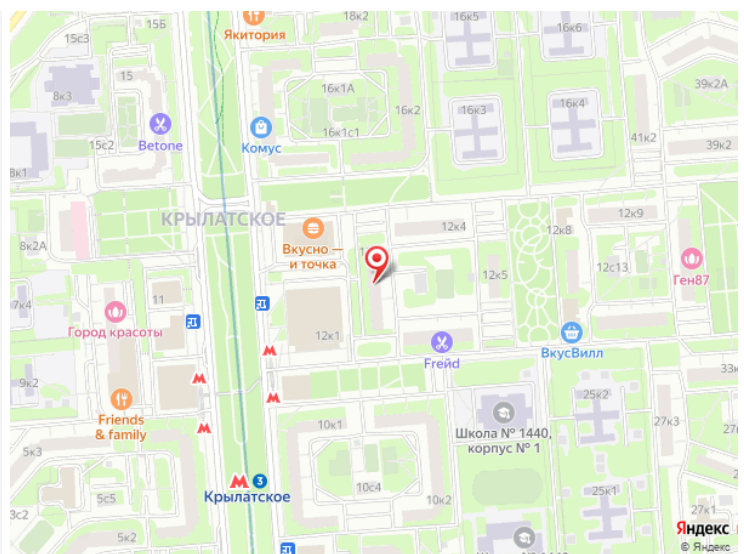 15с3
15Б
Якитория
18к2
16к5
16к6
15
8к3
16к1А
16к2
39к2А
16к3
16к4
15с2
Betone
Комус
16к1с1
41к2
39к2
8к1
КРЫЛАТСКОЕ
12к9
12к4
12к8
8к2А
Вкусно —
и точка
12к5
12с13
Ген87
7к4
11
Город красоты
12к1
Freйd
ВкусВилл
9к2
25к2
Friends
& family
10к1
Школа № 1440,
корпус № 1
27к3
5к3
27к2
3
Крылатское
10с4
10к2
5с5
25к1
27к1
3с2
5к2
Яндекс
© Яндекс